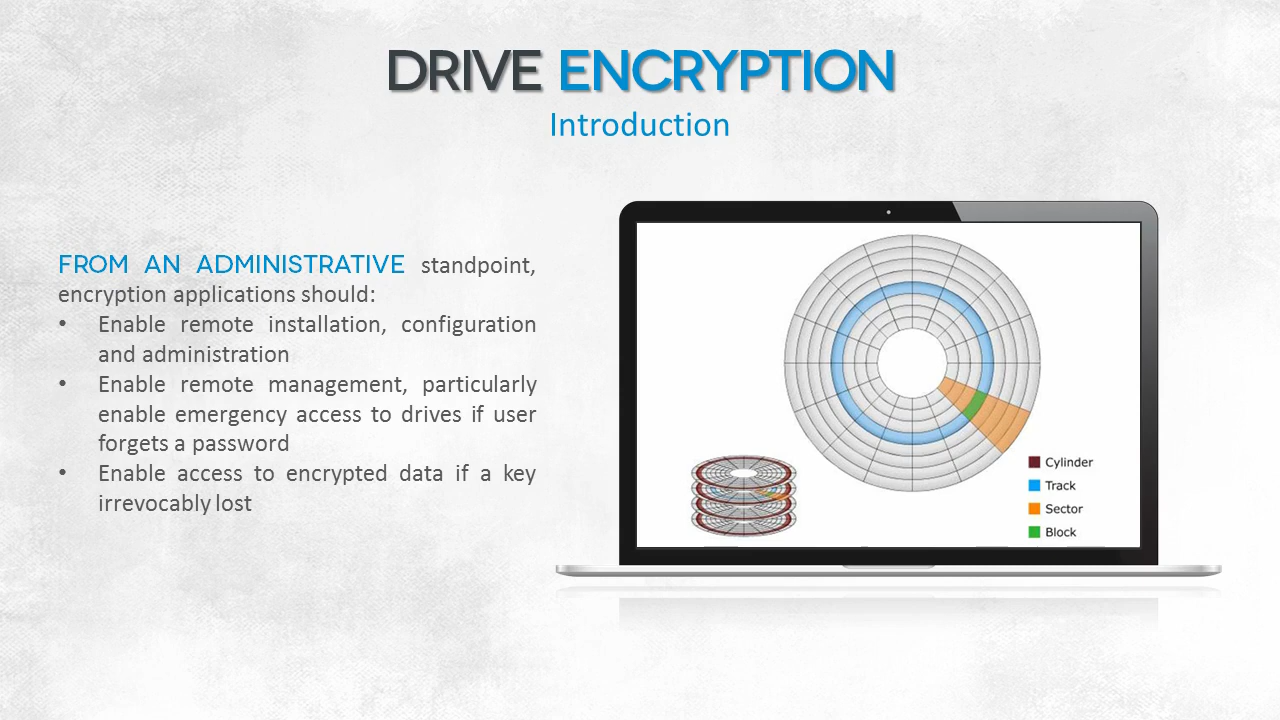 DRIVE ENCRYPTION
Introduction
FROM AN ADMINISTRATIVE standpoint,
encryption applications should:
• Enable remote installation, configuration
and administration
• Enable remote management, particularly
enable emergency access to drives if user
forgets a password
• Enable access to encrypted data if a key
irrevocably lost
Cylinder
Track
Sector
Block